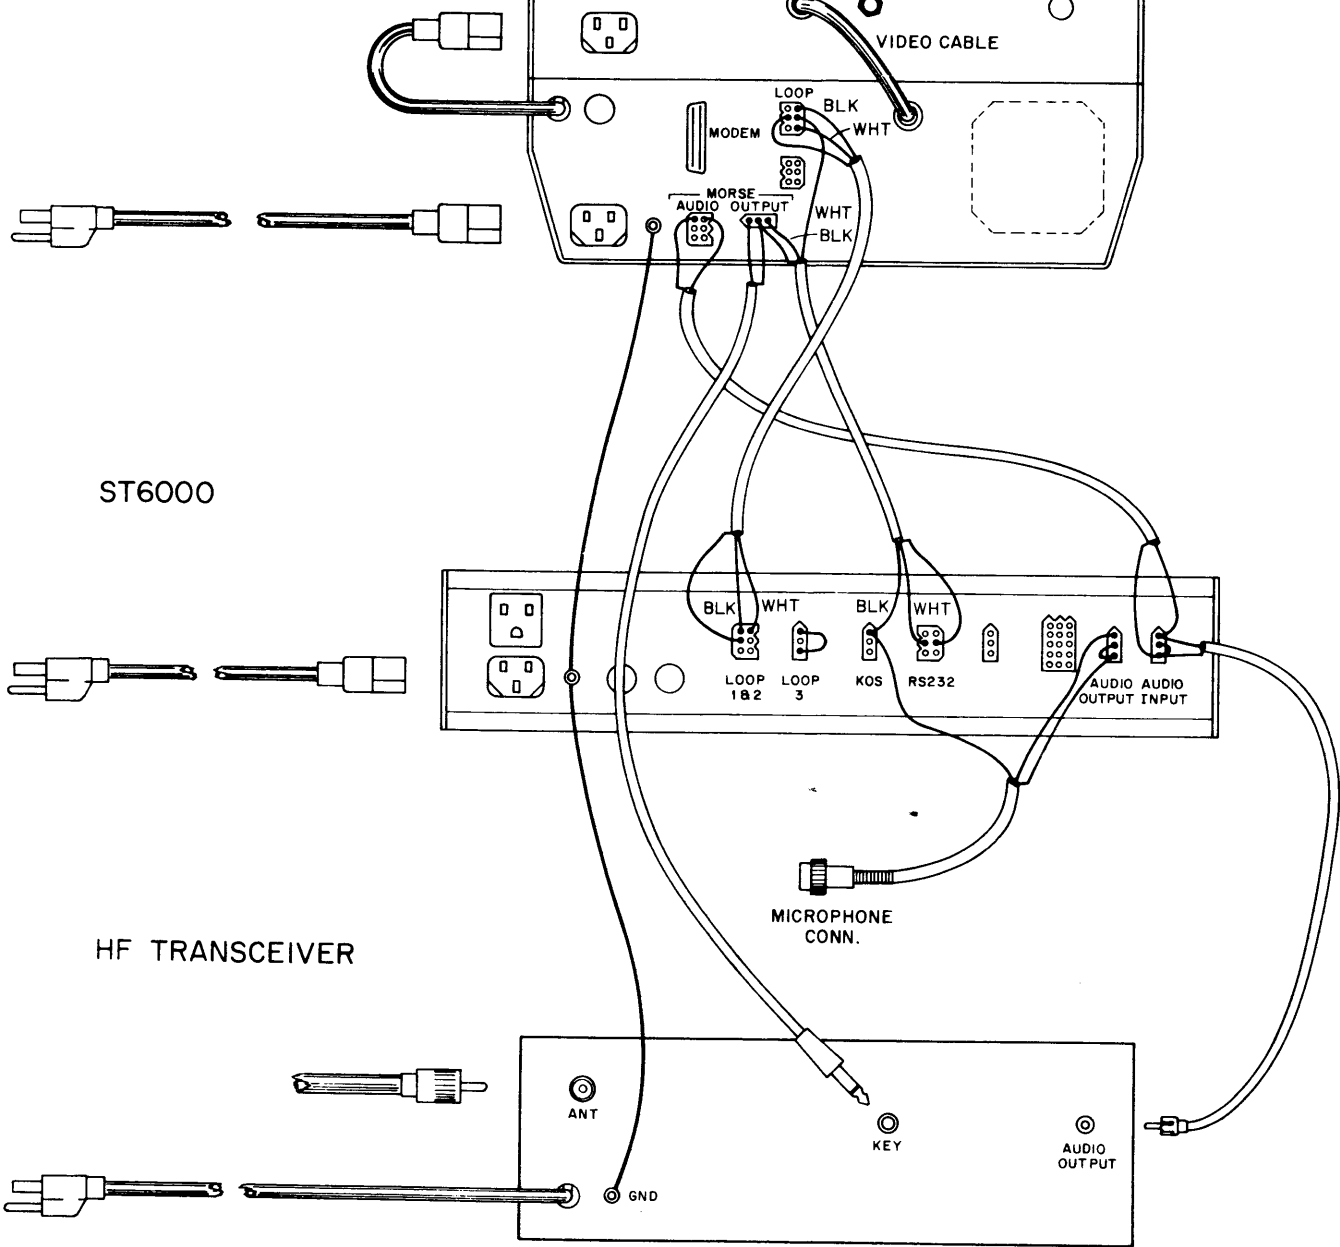 VIDEO CABLE
LOOP
BLK
WHT
MODEM
MORSE
AUDIO OUTPUT
WHT
BLK
ST6000
BLK
WHT
BLK
WHT
LOOP
1&2
LOOP
3
KOS
RS232
AUDIO
OUTPUT
AUDIO
INPUT
MICROPHONE
CONN.
HF TRANSCEIVER
ANT
KEY
AUDIO
OUTPUT
GND